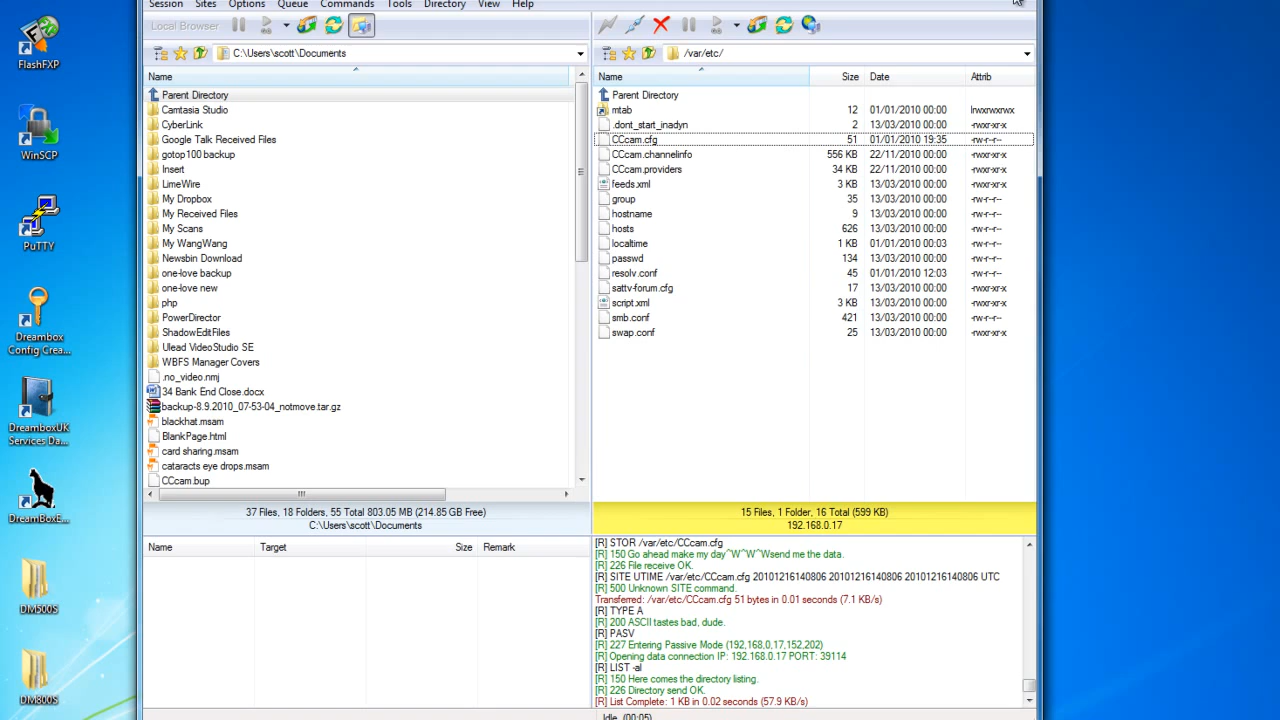 Session Sites Options Queue Commands Tools Directory View Help
Local Browser
C:\Users\scott\Documents
/var/etc/
Name
Name Size Date Attrib
Parent Directory
Camtasia Studio
CyberLink
Google Talk Received Files
gotop100 backup
Insert
LimeWire
My Dropbox
My Received Files
My Scans
My WangWang
Newsbin Download
one-love backup
one-love new
php
PowerDirector
ShadowEditFiles
Ulead VideoStudio SE
WBFS Manager Covers
.no_video.nmj
34 Bank End Close.docx
backup-8.9.2010_07-53-04_notmove.tar.gz
blackhat.msam
BlankPage.html
card sharing.msam
cataracts eye drops.msam
CCcam.bup
Parent Directory
mtab 12 01/01/2010 00:00 lrwxrwxrwx
.dont_start_inadyn 2 13/03/2010 00:00 -rwxr-xr-x
CCcam.cfg 51 01/01/2010 19:35 -rw-r--r--
CCcam.channelinfo 556 KB 22/11/2010 00:00 -rwxr-xr-x
CCcam.providers 34 KB 22/11/2010 00:00 -rwxr-xr-x
feeds.xml 3 KB 13/03/2010 00:00 -rwxr-xr-x
group 35 13/03/2010 00:00 -rw-r--r--
hostname 9 13/03/2010 00:00 -rw-r--r--
hosts 626 13/03/2010 00:00 -rw-r--r--
localtime 1 KB 01/01/2010 00:03 -rw-r--r--
passwd 134 13/03/2010 00:00 -rw-r--r--
resolv.conf 45 01/01/2010 12:03 -rw-r--r--
sattv-forum.cfg 17 13/03/2010 00:00 -rwxr-xr-x
script.xml 3 KB 13/03/2010 00:00 -rwxr-xr-x
smb.conf 421 13/03/2010 00:00 -rw-r--r--
swap.conf 25 13/03/2010 00:00 -rwxr-xr-x
37 Files, 18 Folders, 55 Total 803.05 MB (214.85 GB Free)
C:\Users\scott\Documents
15 Files, 1 Folder, 16 Total (599 KB)
192.168.0.17
Name Target Size Remark
[R] STOR /var/etc/CCcam.cfg
[R] 150 Go ahead make my day^W^W^Wsend me the data.
[R] 226 File receive OK.
[R] SITE UTIME /var/etc/CCcam.cfg 20101216140806 20101216140806 20101216140806 UTC
[R] 500 Unknown SITE command.
Transferred: /var/etc/CCcam.cfg 51 bytes in 0.01 seconds (7.1 KB/s)
[R] TYPE A
[R] 200 ASCII tastes bad, dude.
[R] PASV
[R] 227 Entering Passive Mode (192,168,0,17,152,202)
[R] Opening data connection IP: 192.168.0.17 PORT: 39114
[R] LIST -al
[R] 150 Here comes the directory listing.
[R] 226 Directory send OK.
[R] List Complete: 1 KB in 0.02 seconds (57.9 KB/s)
Idle. (00:05)
FlashFXP
WinSCP
PuTTY
Dreambox
Config Crea...
DreamboxUK
Services Da...
DreamBoxE...
DM500S
DM800S